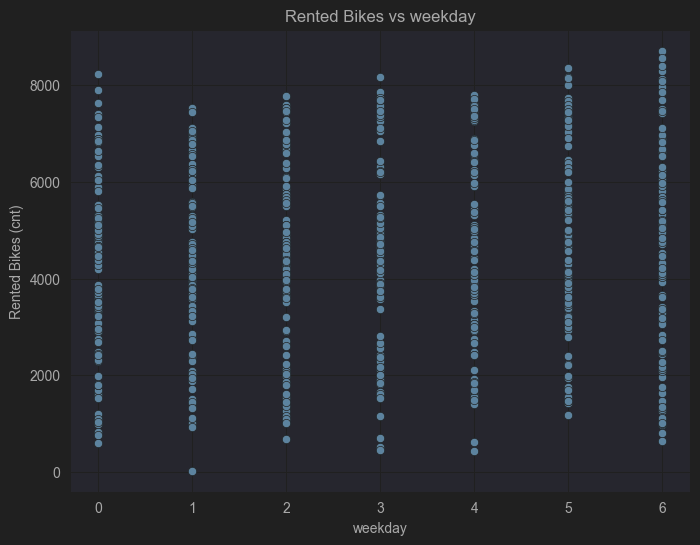 Rented Bikes vs weekday
Rented Bikes (cnt)
8000
6000
4000
2000
0
0 1 2 3 4 5 6
weekday